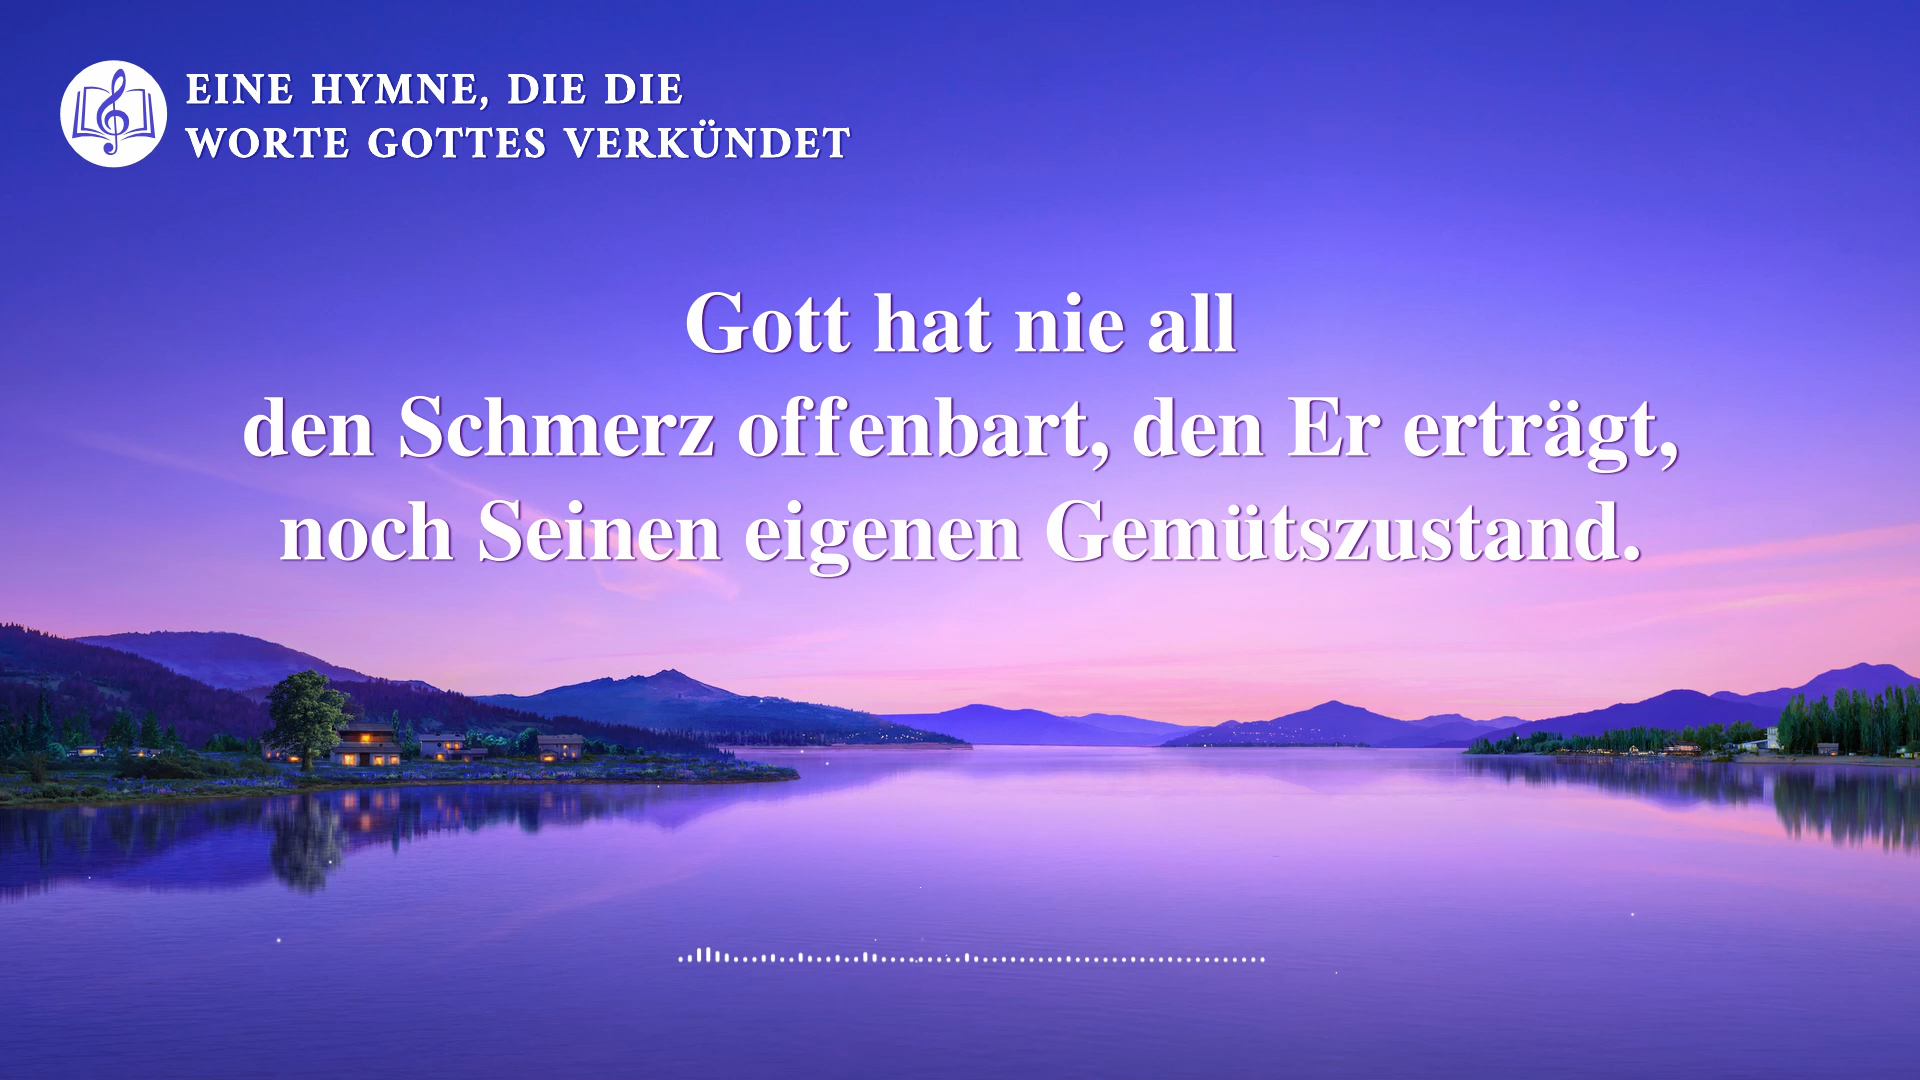 EINE HYMNE, DIE DIE
WORTE GOTTES VERKÜNDET
Gott hat nie all
den Schmerz offenbart, den Er erträgt,
noch Seinen eigenen Gemütszustand.